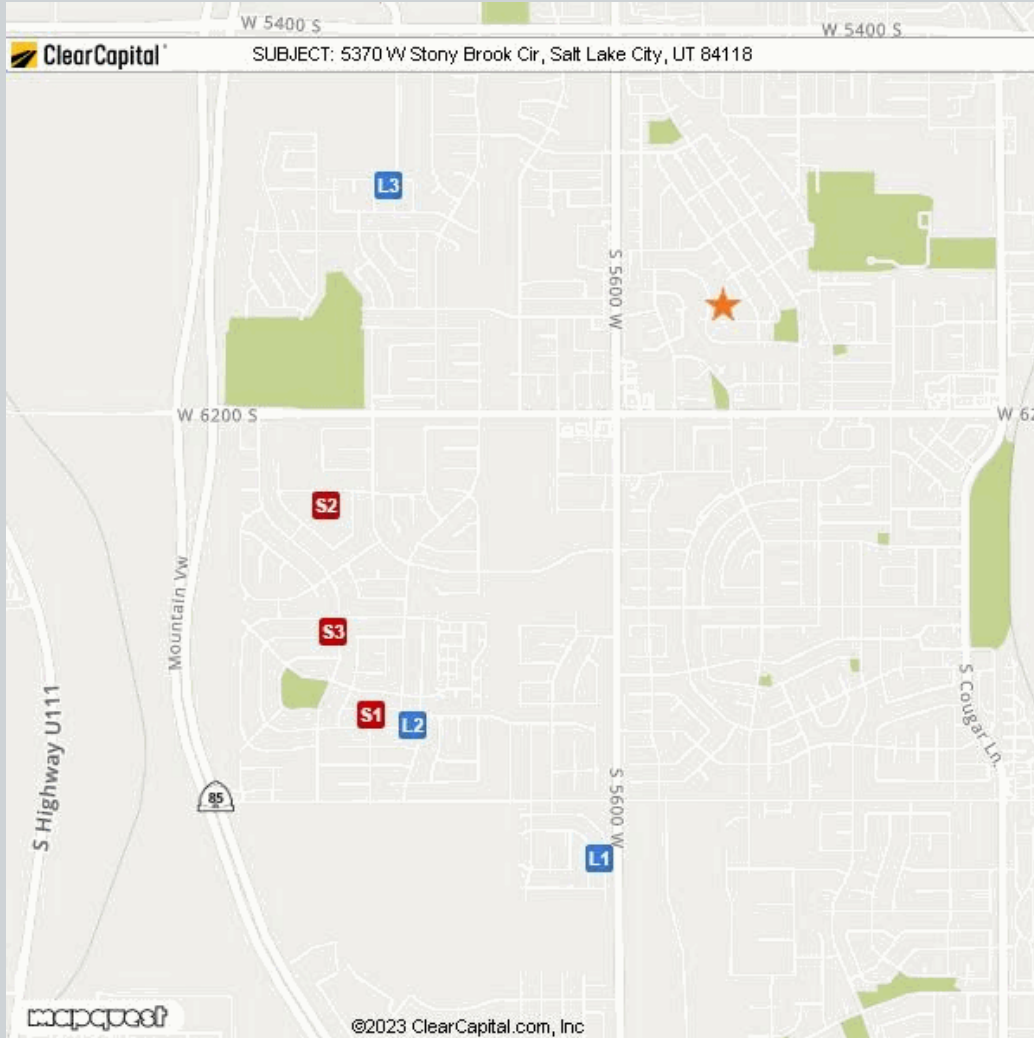 W 5400 S
W 5400 S
ClearCapital
SUBJECT: 5370 W Stony Brook Cir, Salt Lake City, UT 84118
L3
S 5600 W
W 6200 S
W 62
S2
Mountain Vw
S3
S1
L2
S Cougar Ln
S Highway U111
85
S 5600 W
L1
mapquest
©2023 ClearCapital.com, Inc